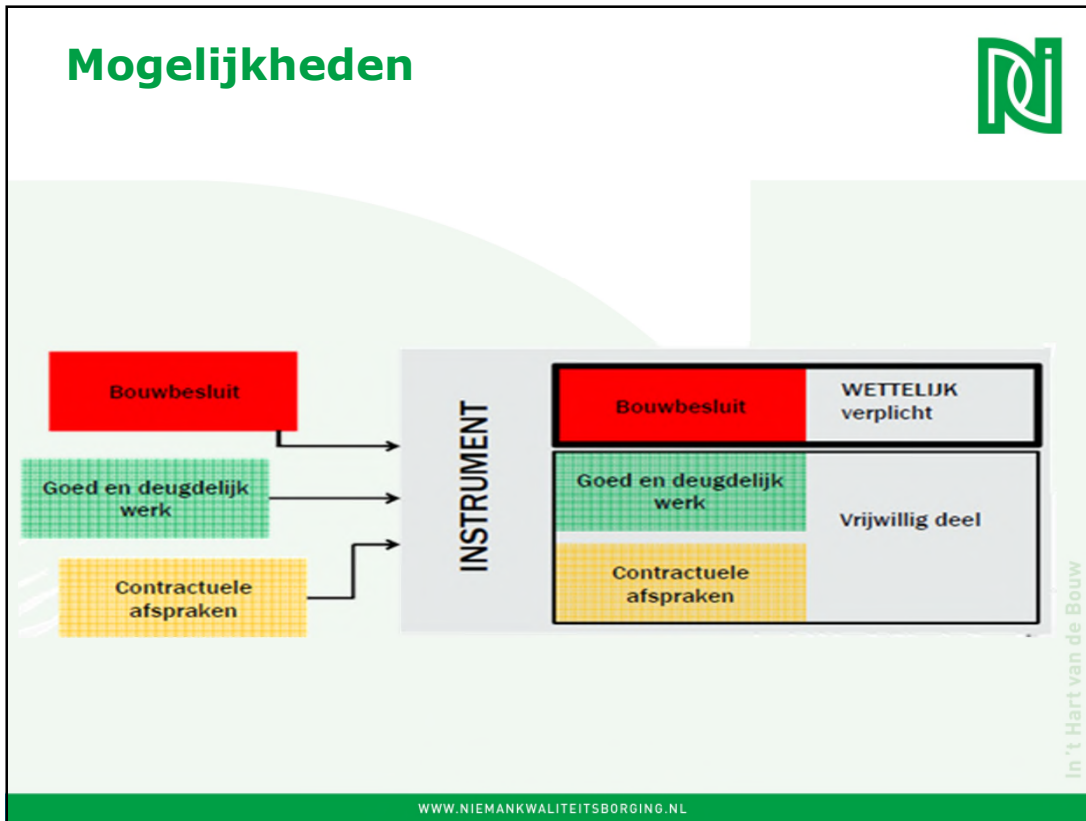 Mogelijkheden
Bouwbesluit
Goed en deugdelijk
werk
Contractuele
afspraken
INSTRUMENT
Bouwbesluit
WETTELIJK
verplicht
Goed en deugdelijk
werk
Vrijwillig deel
Contractuele
afspraken
In 't Hart van de Bouw
WWW.NIEMANKWALITEITSBORGING.NL